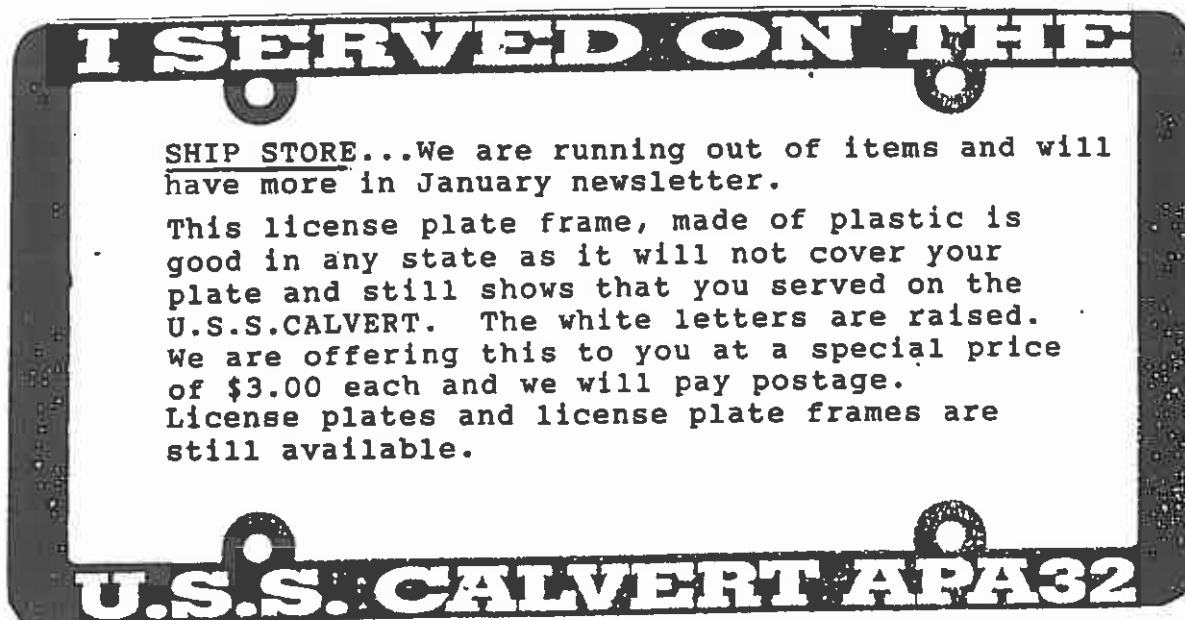 I SERVED ON THE
SHIP STORE...We are running out of items and will
have more in January newsletter.
This license plate frame, made of plastic is
good in any state as it will not cover your
plate and still shows that you served on the
U.S.S.CALVERT. The white letters are raised.
We are offering this to you at a special price
of $3.00 each and we will pay postage.
License plates and license plate frames are
still available.
U.S.S. CALVERT APA32